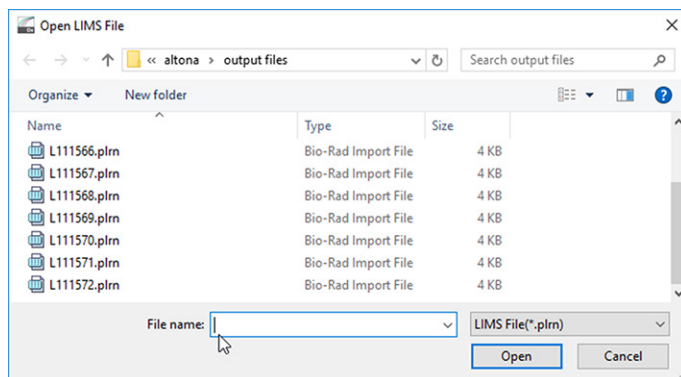 Open LIMS File
« altona > output files
Search output files
Organize
New folder
Name Type Size
L111566.plrn Bio-Rad Import File 4 KB
L111567.plrn Bio-Rad Import File 4 KB
L111568.plrn Bio-Rad Import File 4 KB
L111569.plrn Bio-Rad Import File 4 KB
L111570.plrn Bio-Rad Import File 4 KB
L111571.plrn Bio-Rad Import File 4 KB
L111572.plrn Bio-Rad Import File 4 KB
File name:
LIMS File(*.plrn)
Open
Cancel